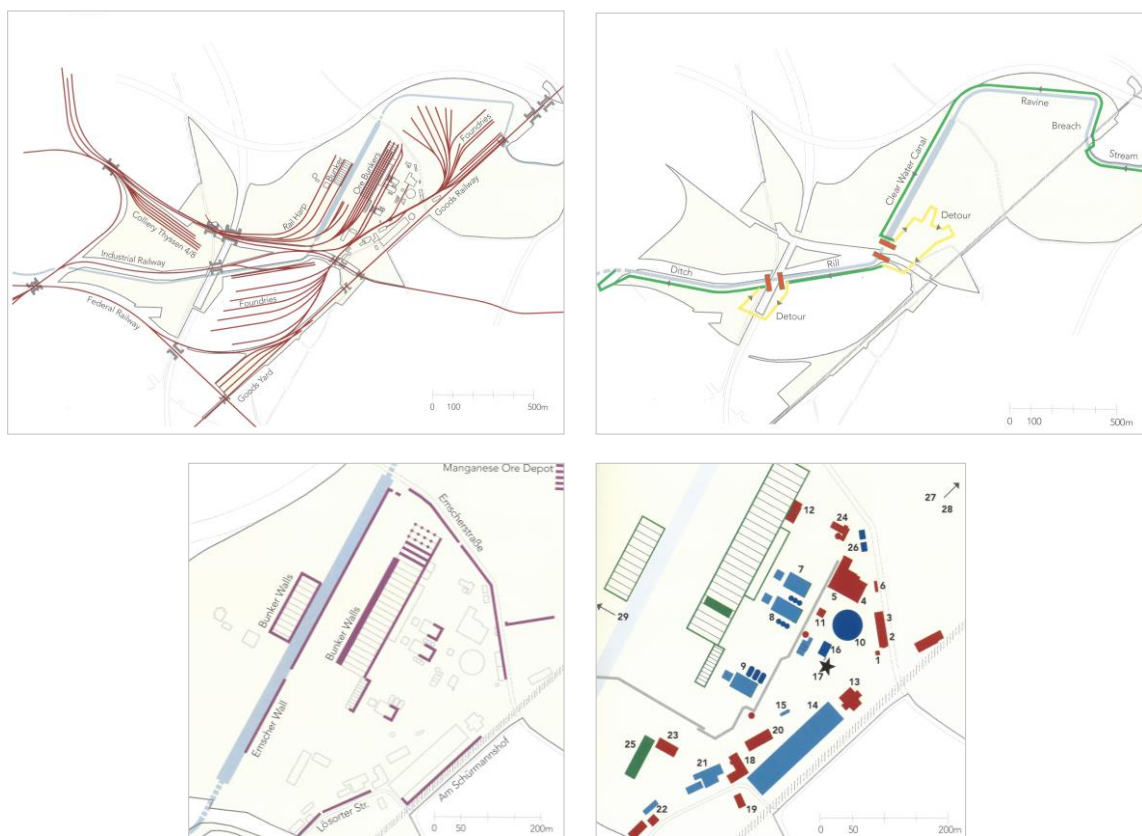 Foundries
Bunker
Ore Bunkers
Goods Railway
Rail Harp
Colliery Thyssen 4/8
Industrial Railway
Foundries
Federal Railway
Goods Yard
0 100 500m
Ravine
Breach
Stream
Clear Water Canal
Detour
Ditch
Rill
Detour
0 100 500m
Manganese Ore Depot
Emscherstraße
Bunker Walls
Bunker Walls
Emscher Wall
Am Schürmannshof
Lösorter Str.
0 50 200m
27
28
12
24
26
7
5
4
6
8
11
3
29
10
2
16
1
9
17
13
15
14
20
25
23
18
21
22
19
0 50 200m